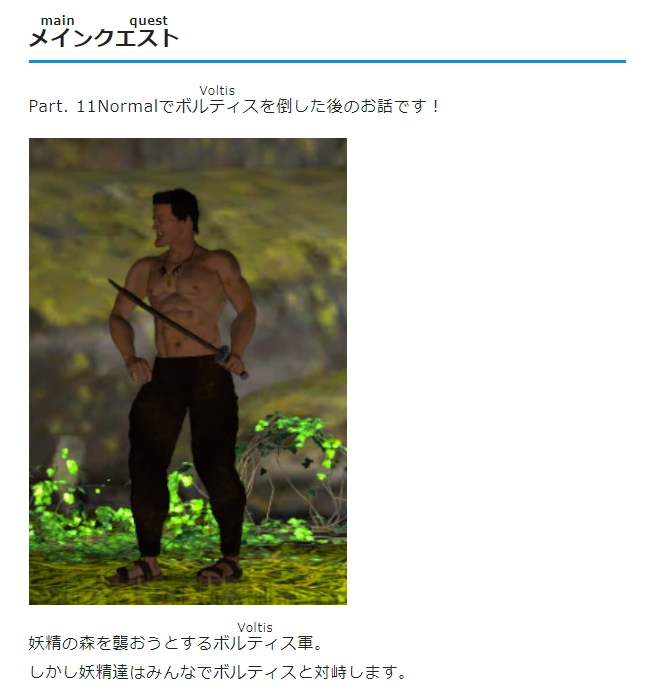 main quest
メインクエスト
Voltis
Part. 11Normalでボルティスを倒した後のお話です！
Voltis
妖精の森を襲おうとするボルティス軍。
しかし妖精達はみんなでボルティスと対峙します。